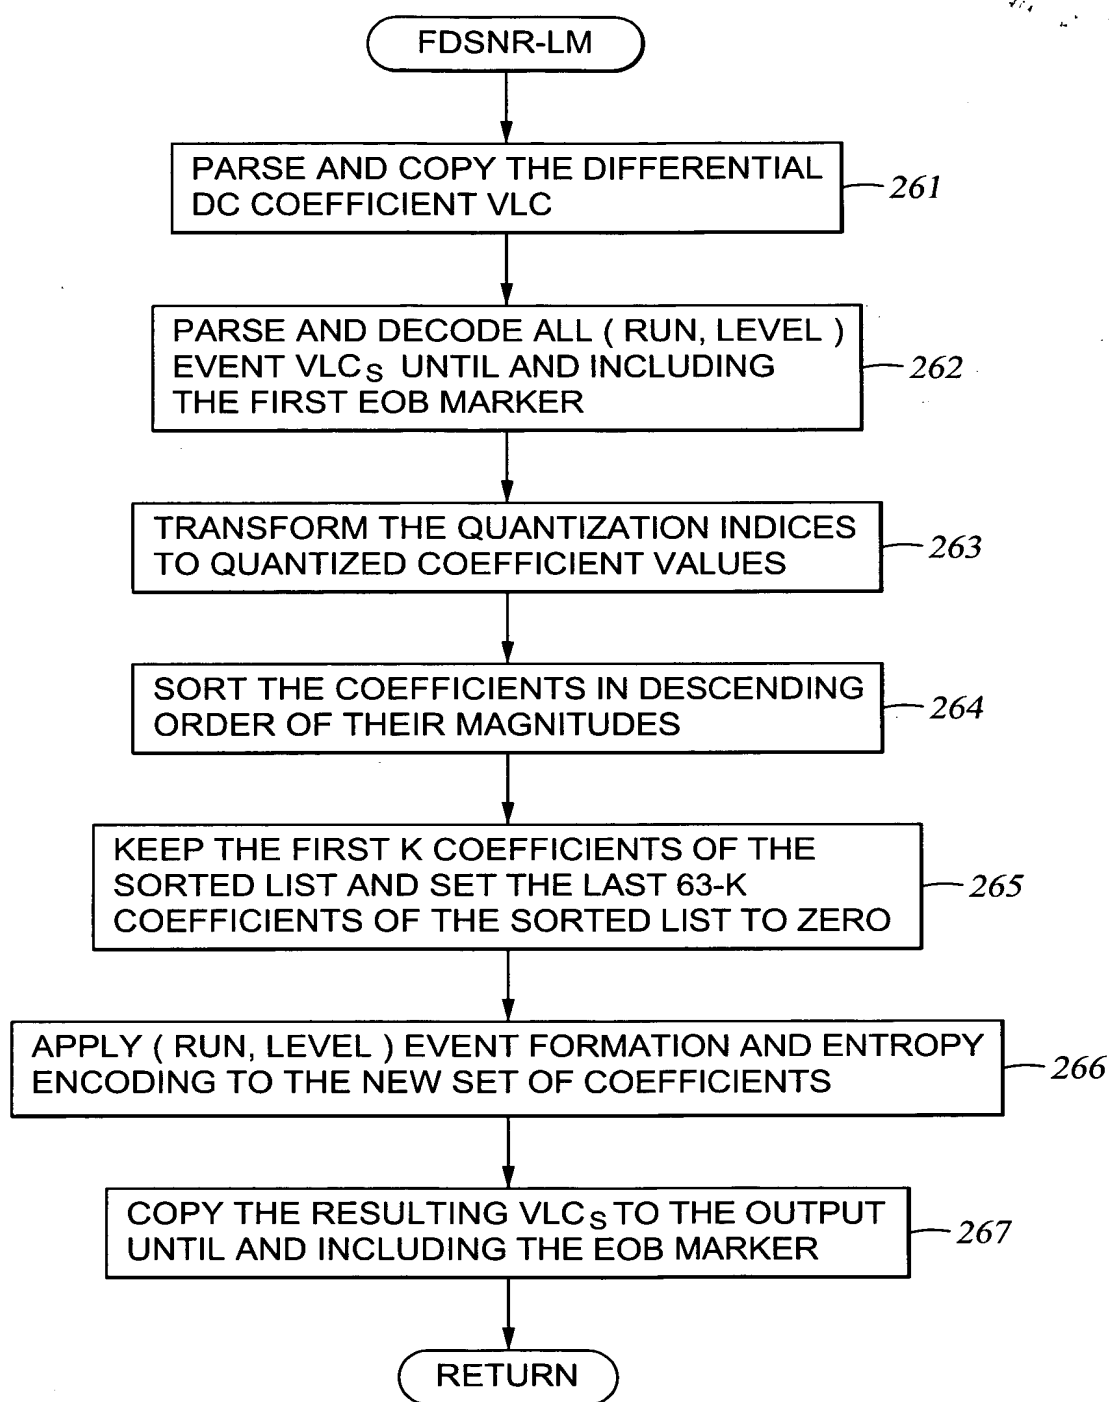 FDSNR-LM
PARSE AND COPY THE DIFFERENTIAL
DC COEFFICIENT VLC
261
PARSE AND DECODE ALL ( RUN, LEVEL )
EVENT VLCS UNTIL AND INCLUDING
THE FIRST EOB MARKER
262
TRANSFORM THE QUANTIZATION INDICES
TO QUANTIZED COEFFICIENT VALUES
263
SORT THE COEFFICIENTS IN DESCENDING
ORDER OF THEIR MAGNITUDES
264
KEEP THE FIRST K COEFFICIENTS OF THE
SORTED LIST AND SET THE LAST 63-K
COEFFICIENTS OF THE SORTED LIST TO ZERO
265
APPLY ( RUN, LEVEL ) EVENT FORMATION AND ENTROPY
ENCODING TO THE NEW SET OF COEFFICIENTS
266
COPY THE RESULTING VLCS TO THE OUTPUT
UNTIL AND INCLUDING THE EOB MARKER
267
RETURN